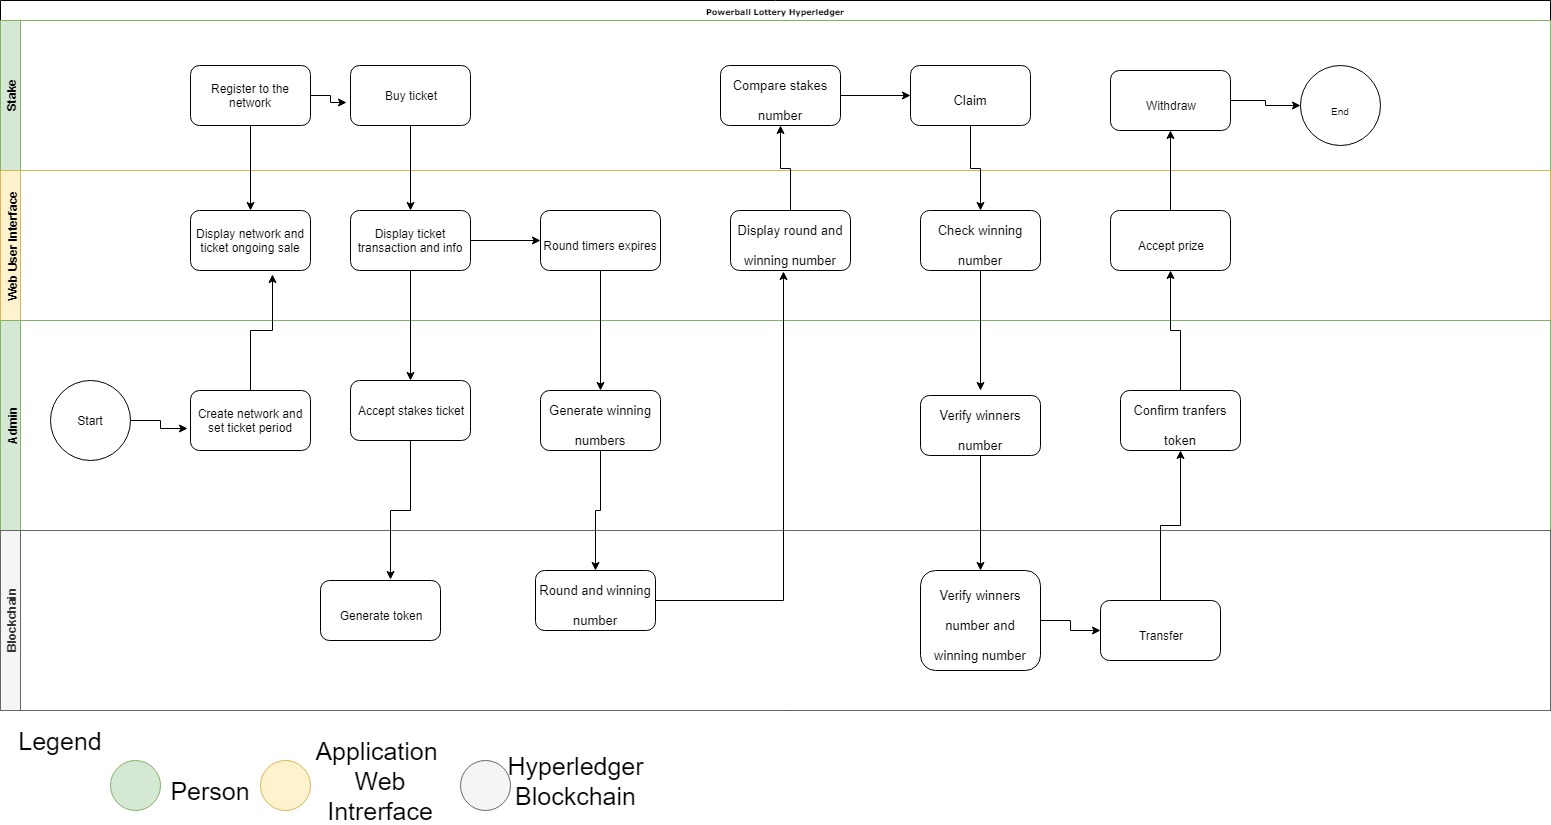 Powerball Lottery Hyperledger
Stake
Register to the
network
Buy ticket
Compare stakes
number
Claim
Withdraw
End
Web User Interface
Display network and
ticket ongoing sale
Display ticket
transaction and info
Round timers expires
Display round and
winning number
Check winning
number
Accept prize
Admin
Start
Create network and
set ticket period
Accept stakes ticket
Generate winning
numbers
Verify winners
number
Confirm tranfers
token
Blockchain
Generate token
Round and winning
number
Verify winners
number and
winning number
Transfer
Legend
Person
Application
Web
Intrerface
Hyperledger
Blockchain